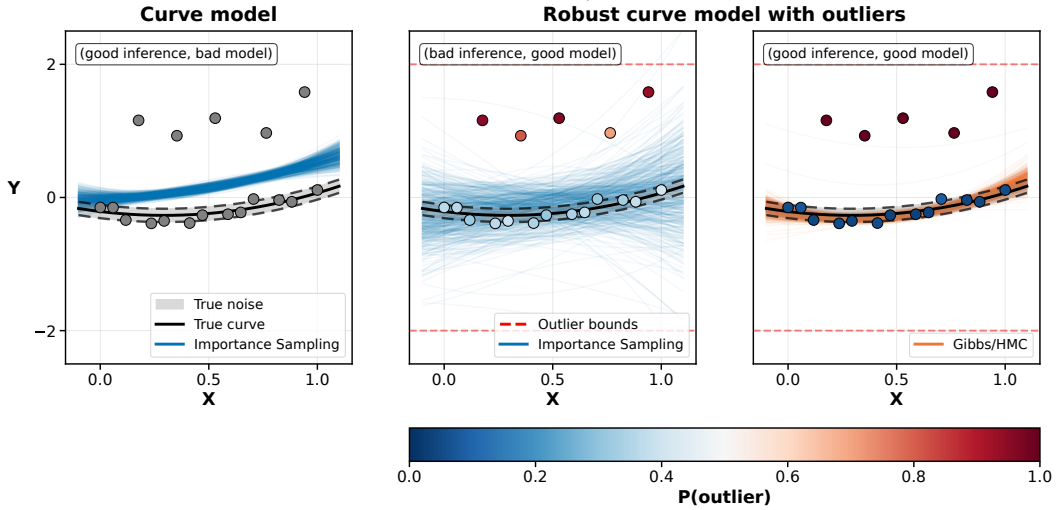 Curve model
Robust curve model with outliers
(good inference, bad model)
(bad inference, good model)
(good inference, good model)
2
0
−2
Y
True noise
True curve
Importance Sampling
Outlier bounds
Importance Sampling
Gibbs/HMC
0.0 0.5 1.0
0.0 0.5 1.0
0.0 0.5 1.0
X
X
X
0.0 0.2 0.4 0.6 0.8 1.0
P(outlier)